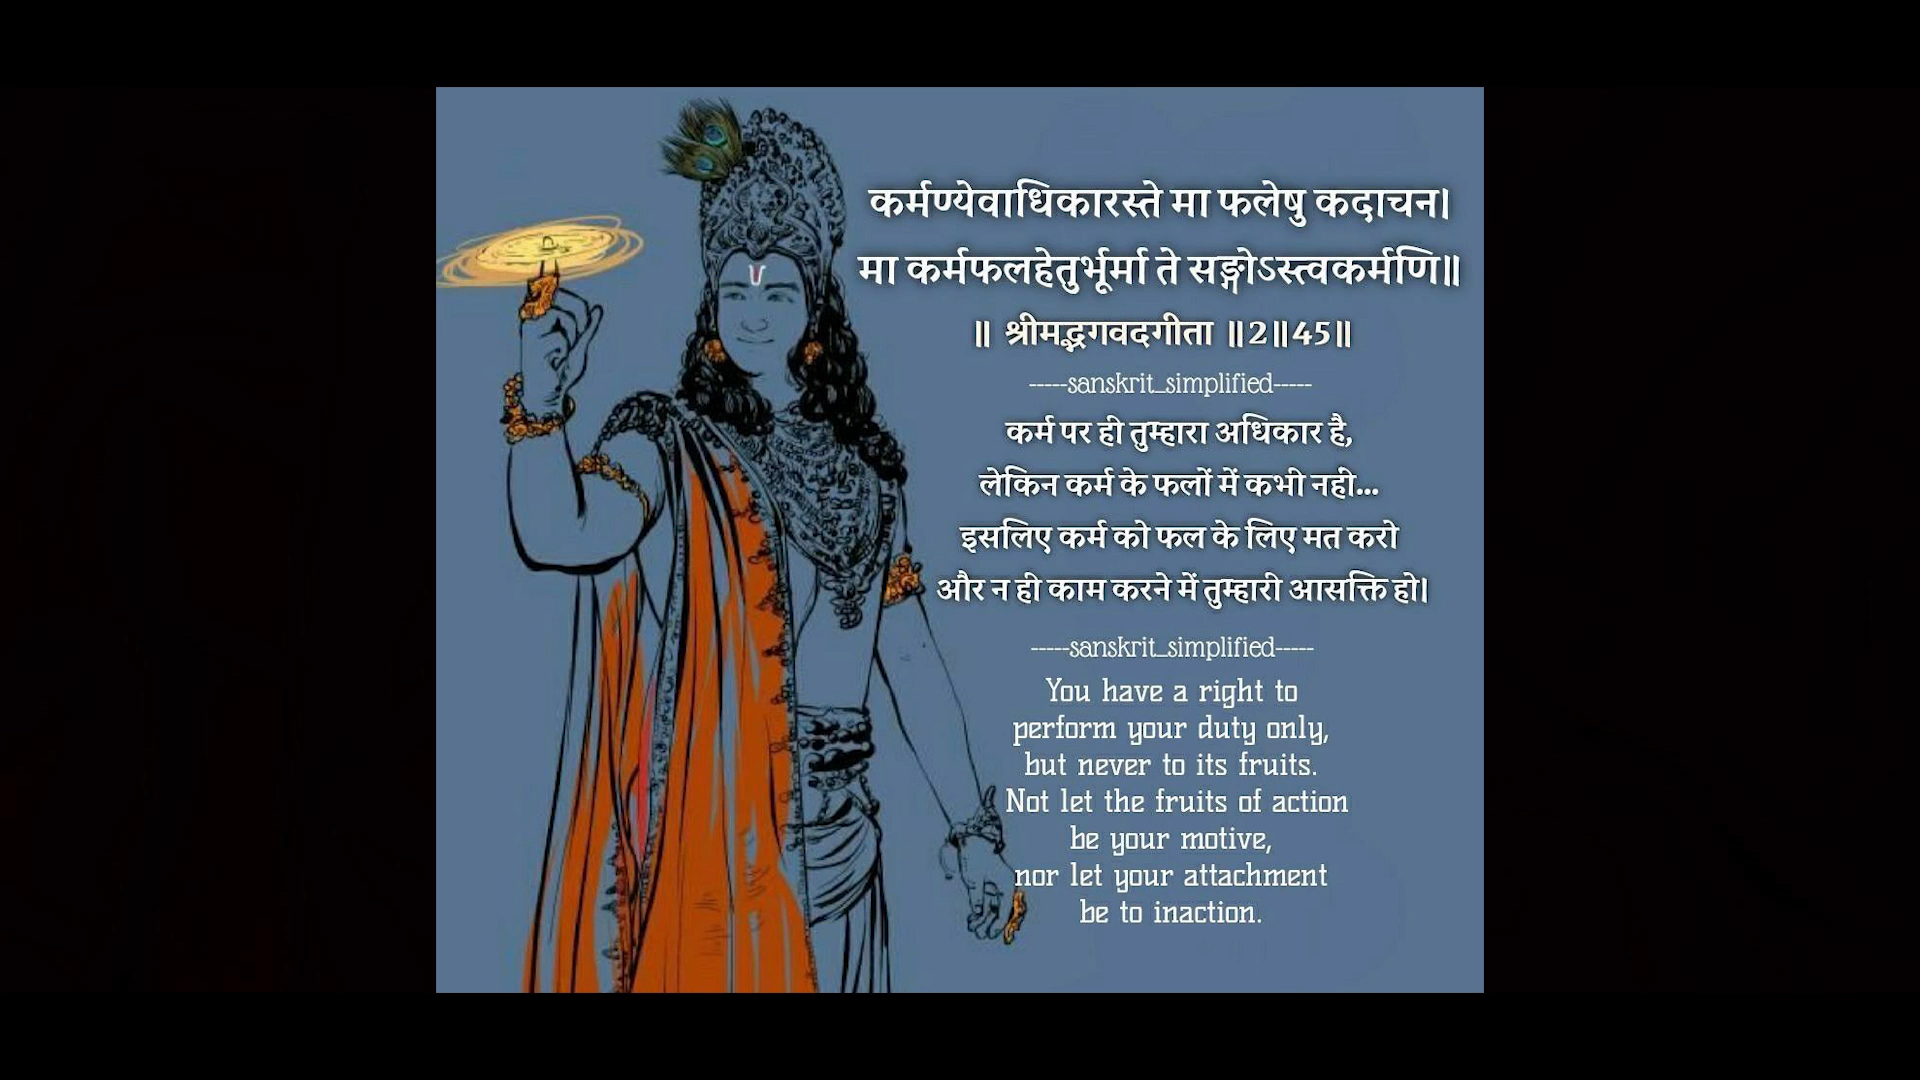 कर्मण्येवाधिकारस्ते मा फलेषु कदाचन।
मा कर्मफलहेतुर्भूर्मा ते सङ्गोऽस्त्वकर्मणि॥
॥ श्रीमद्भगवदगीता ॥2॥45॥
-----sanskrit_simplified-----
कर्म पर ही तुम्हारा अधिकार है,
लेकिन कर्म के फलों में कभी नही...
इसलिए कर्म को फल के लिए मत करो
और न ही काम करने में तुम्हारी आसक्ति हो।
-----sanskrit_simplified-----
You have a right to
perform your duty only,
but never to its fruits.
Not let the fruits of action
be your motive,
nor let your attachment
be to inaction.